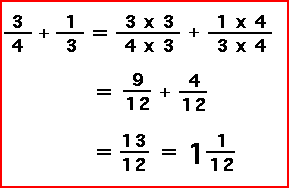 3/4 + 1/3 = (3 x 3)/(4 x 3) + (1 x 4)/(3 x 4)
= 9/12 + 4/12
= 13/12 = 1 1/12